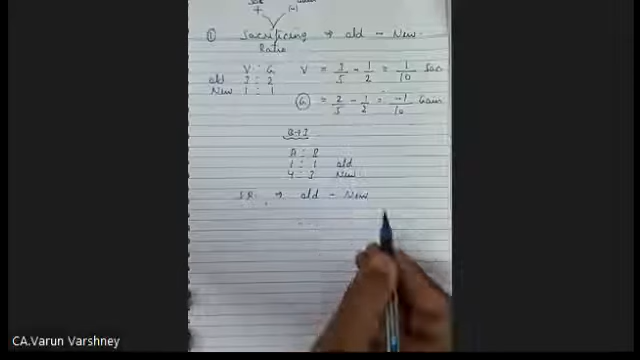 + (-)
① Sacrificing → old - New
Ratio
V : G
old 3 : 2
New 1 : 1
V = 3/5 - 1/2 = 1/10 Sac
G = 2/5 - 1/2 = -1/10 Gain
A : B
1 : 1 old
4 : 3 New
S.R. → old - New
CA.Varun Varshney